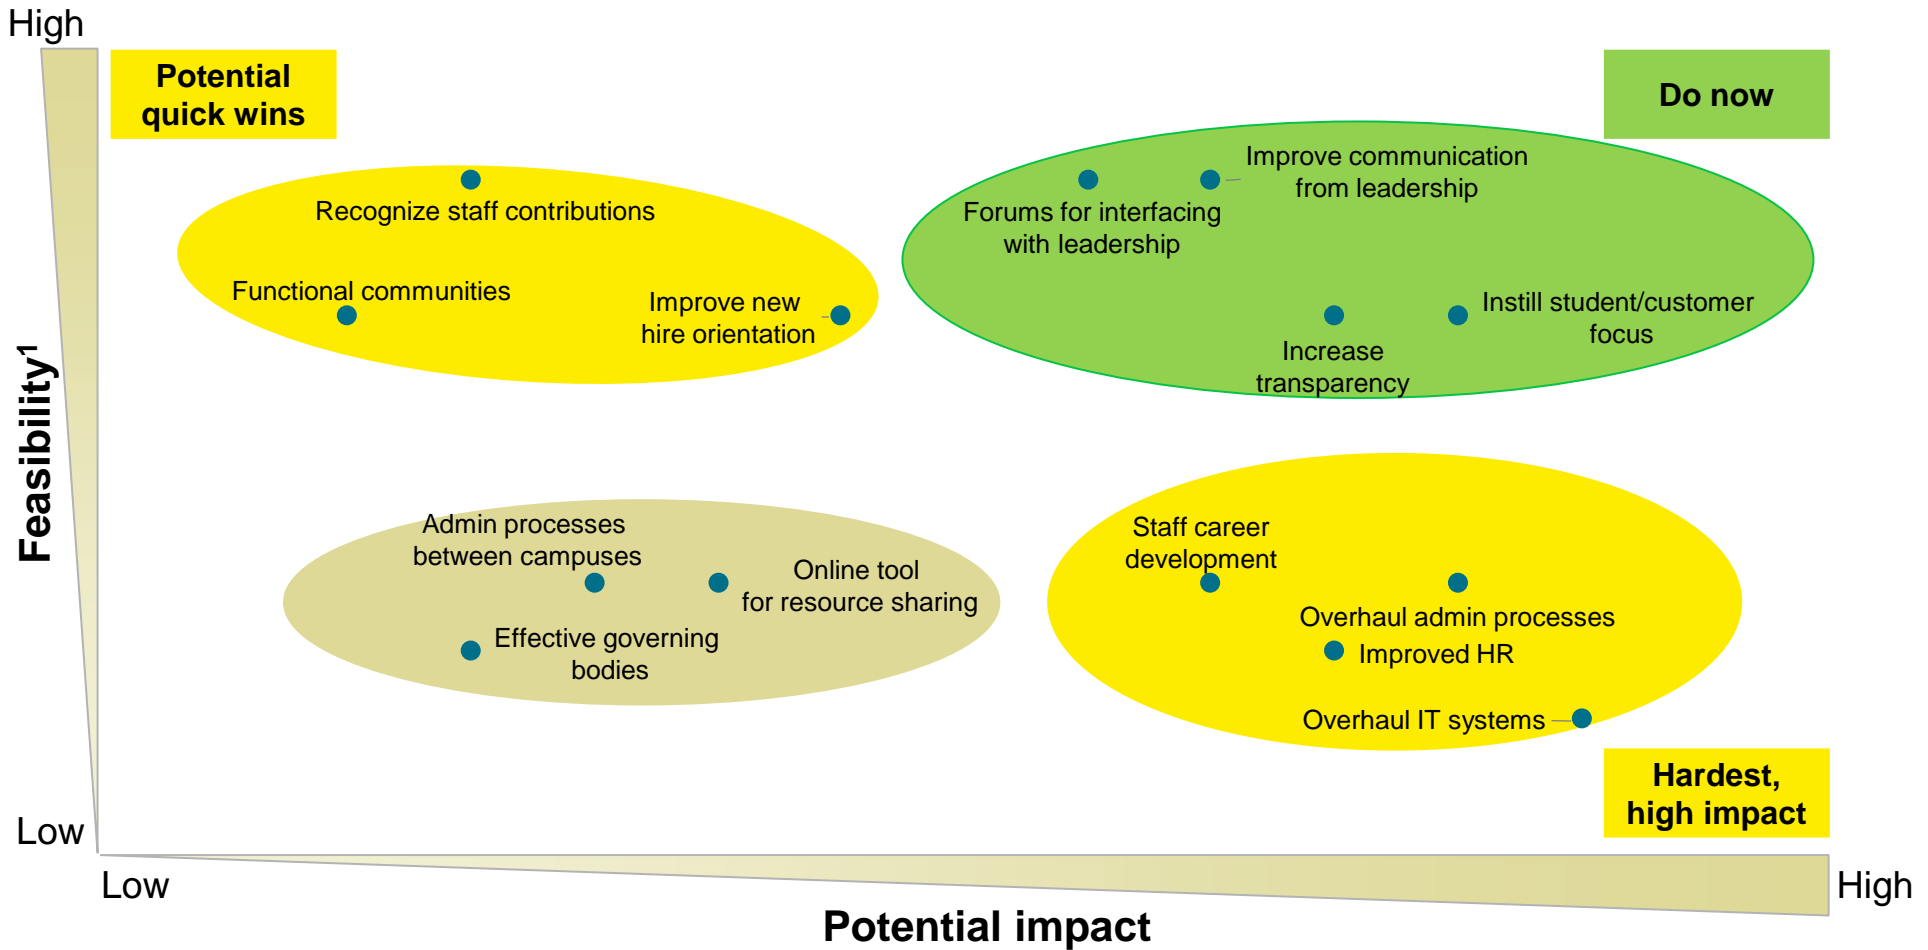 High
Potential
quick wins
Do now
Improve communication
from leadership
Recognize staff contributions
Forums for interfacing
with leadership
Functional communities
Improve new
hire orientation
Instill student/customer
focus
Increase
transparency
Feasibility1
Admin processes
between campuses
Online tool
for resource sharing
Effective governing
bodies
Staff career
development
Overhaul admin processes
Improved HR
Overhaul IT systems
Hardest,
high impact
Low
Low
High
Potential impact